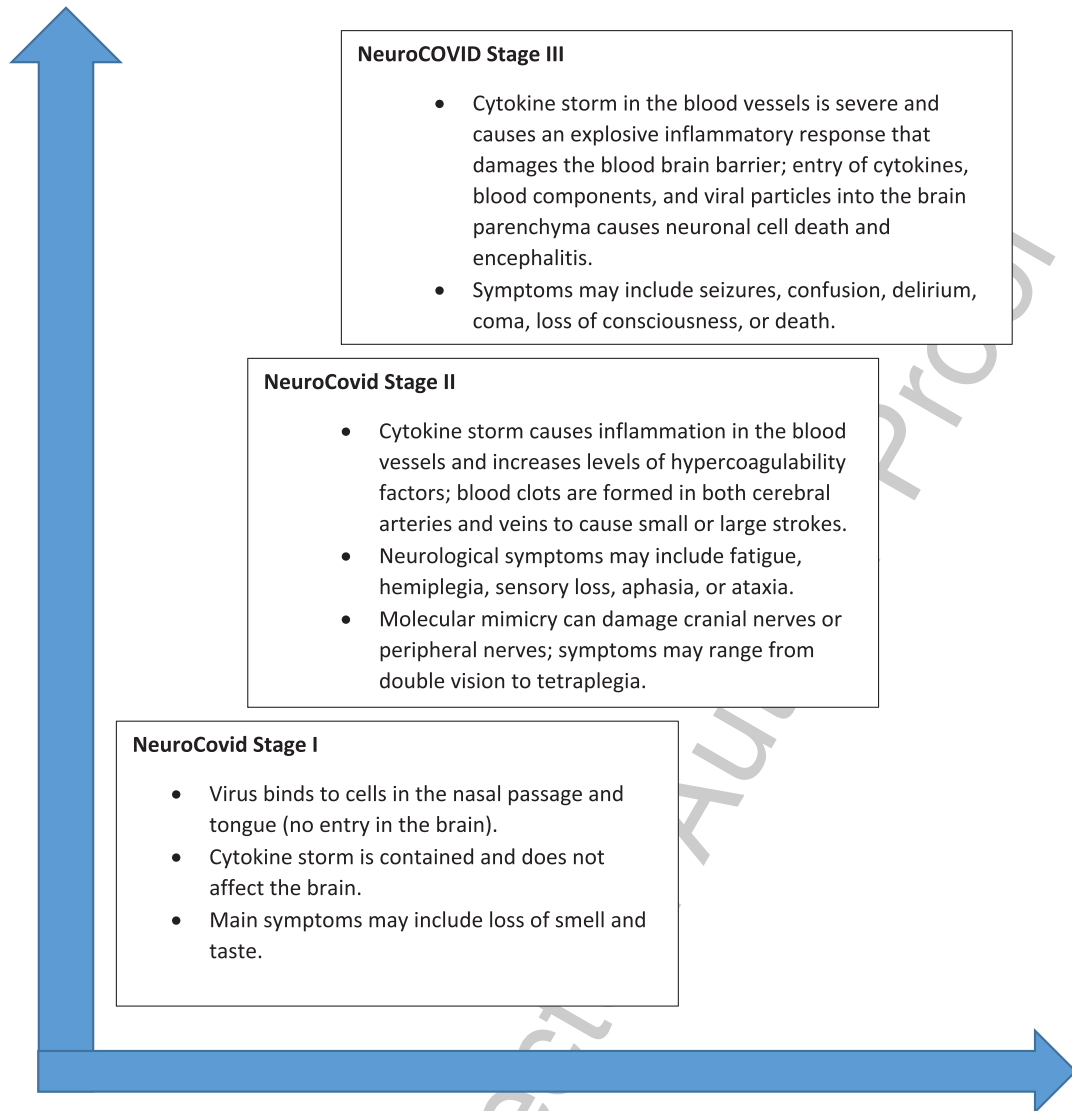 NeuroCOVID Stage III
• Cytokine storm in the blood vessels is severe and
causes an explosive inflammatory response that
damages the blood brain barrier; entry of cytokines,
blood components, and viral particles into the brain
parenchyma causes neuronal cell death and
encephalitis.
• Symptoms may include seizures, confusion, delirium,
coma, loss of consciousness, or death.
NeuroCovid Stage II
• Cytokine storm causes inflammation in the blood
vessels and increases levels of hypercoagulability
factors; blood clots are formed in both cerebral
arteries and veins to cause small or large strokes.
• Neurological symptoms may include fatigue,
hemiplegia, sensory loss, aphasia, or ataxia.
• Molecular mimicry can damage cranial nerves or
peripheral nerves; symptoms may range from
double vision to tetraplegia.
NeuroCovid Stage I
• Virus binds to cells in the nasal passage and
tongue (no entry in the brain).
• Cytokine storm is contained and does not
affect the brain.
• Main symptoms may include loss of smell and
taste.